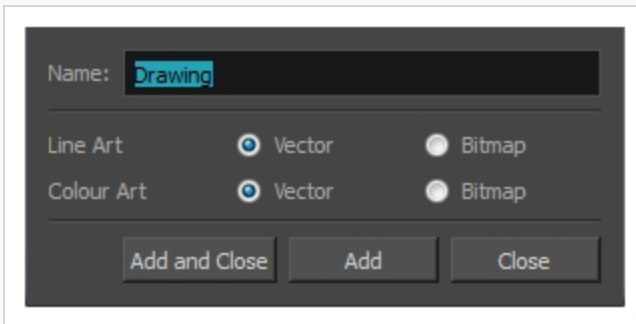 Name: Drawing
Line Art Vector Bitmap
Colour Art Vector Bitmap
Add and Close Add Close